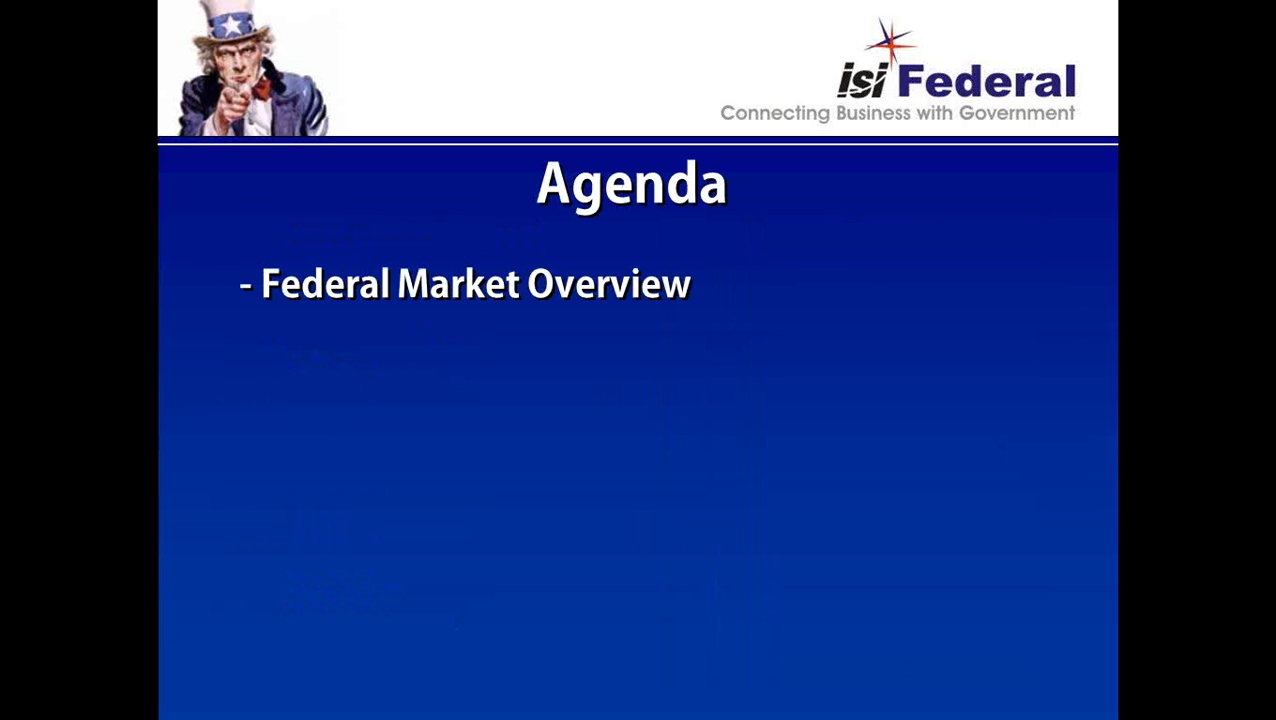 isi Federal
Connecting Business with Government
Agenda
- Federal Market Overview